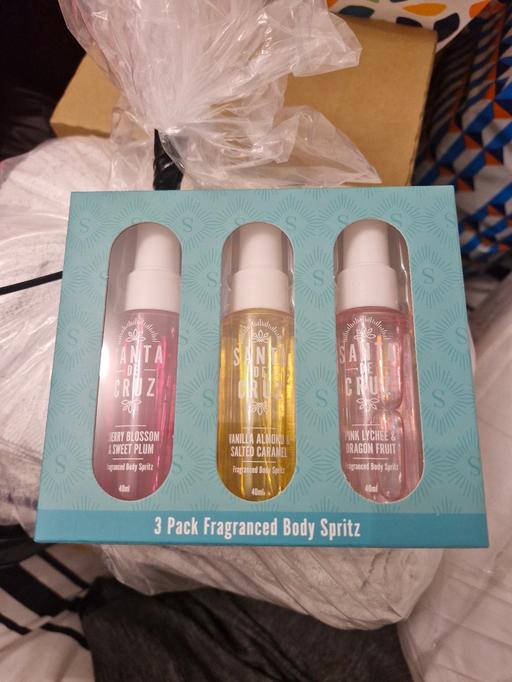 SANTA
DE
CRUZ
CHERRY BLOSSOM
& SWEET PLUM
Fragranced Body Spritz
40ml
SANTA
DE
CRUZ
VANILLA ALMOND &
SALTED CARAMEL
Fragranced Body Spritz
40ml
SANTA
DE
CRUZ
PINK LYCHEE &
DRAGON FRUIT
Fragranced Body Spritz
40ml
3 Pack Fragranced Body Spritz